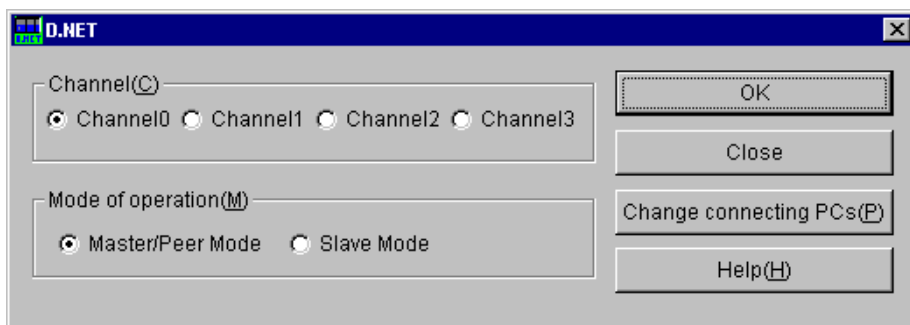 D.NET
Channel(C)
Channel0 Channel1 Channel2 Channel3
Mode of operation(M)
Master/Peer Mode Slave Mode
OK
Close
Change connecting PCs(P)
Help(H)